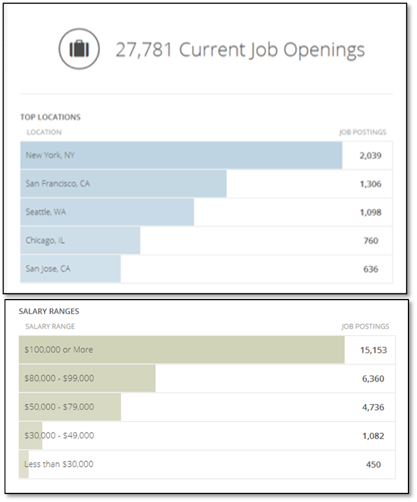 27,781 Current Job Openings
TOP LOCATIONS
LOCATION JOB POSTINGS
New York, NY 2,039
San Francisco, CA 1,306
Seattle, WA 1,098
Chicago, IL 760
San Jose, CA 636
SALARY RANGES
SALARY RANGE JOB POSTINGS
$100,000 or More 15,153
$80,000 - $99,000 6,360
$50,000 - $79,000 4,736
$30,000 - $49,000 1,082
Less than $30,000 450